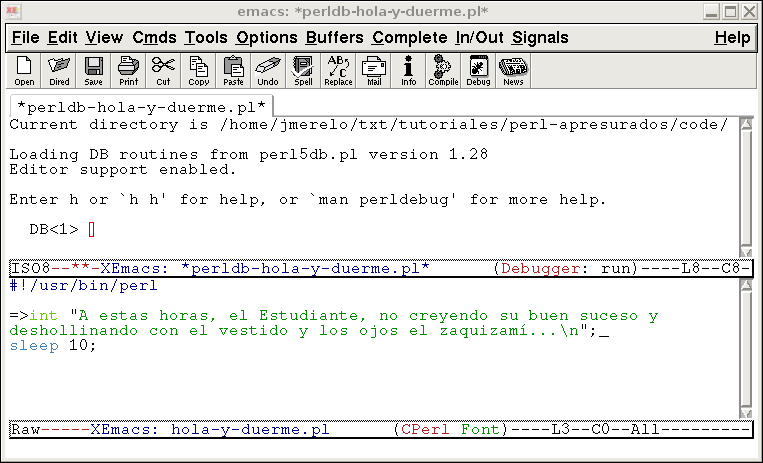 emacs: *perldb-hola-y-duerme.pl*
File Edit View Cmds Tools Options Buffers Complete In/Out Signals Help
Open Dired Save Print Cut Copy Paste Undo Spell Replace Mail Info Compile Debug News
*perldb-hola-y-duerme.pl*
Current directory is /home/jmerelo/txt/tutoriales/perl-apresurados/code/
Loading DB routines from perl5db.pl version 1.28
Editor support enabled.
Enter h or `h h' for help, or `man perldebug' for more help.
DB<1>
ISO8--**-XEmacs: *perldb-hola-y-duerme.pl* (Debugger: run)----L8--C8-
#!/usr/bin/perl
=>int "A estas horas, el Estudiante, no creyendo su buen suceso y
deshollinando con el vestido y los ojos el zaquizamí...\n";_
sleep 10;
Raw-----XEmacs: hola-y-duerme.pl (CPerl Font)----L3--C0--All---------